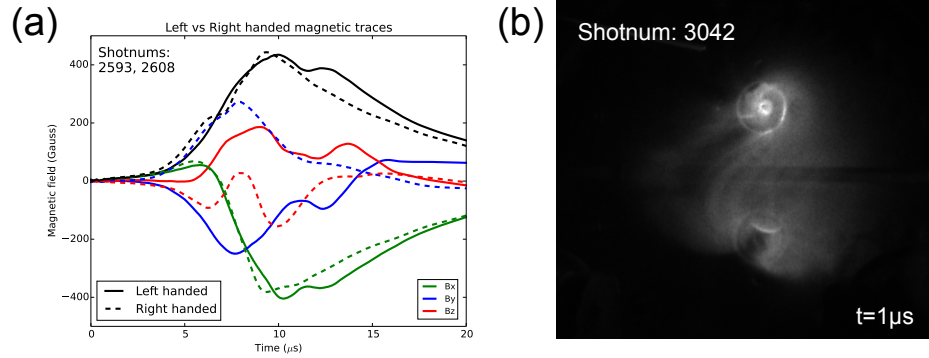 (a)
Left vs Right handed magnetic traces
Shotnums:
2593, 2608
Magnetic field (Gauss)
400
200
0
−200
−400
Left handed
Right handed
Bx
By
Bz
0
5
10
15
20
Time (μs)
(b)
Shotnum: 3042
t=1μs